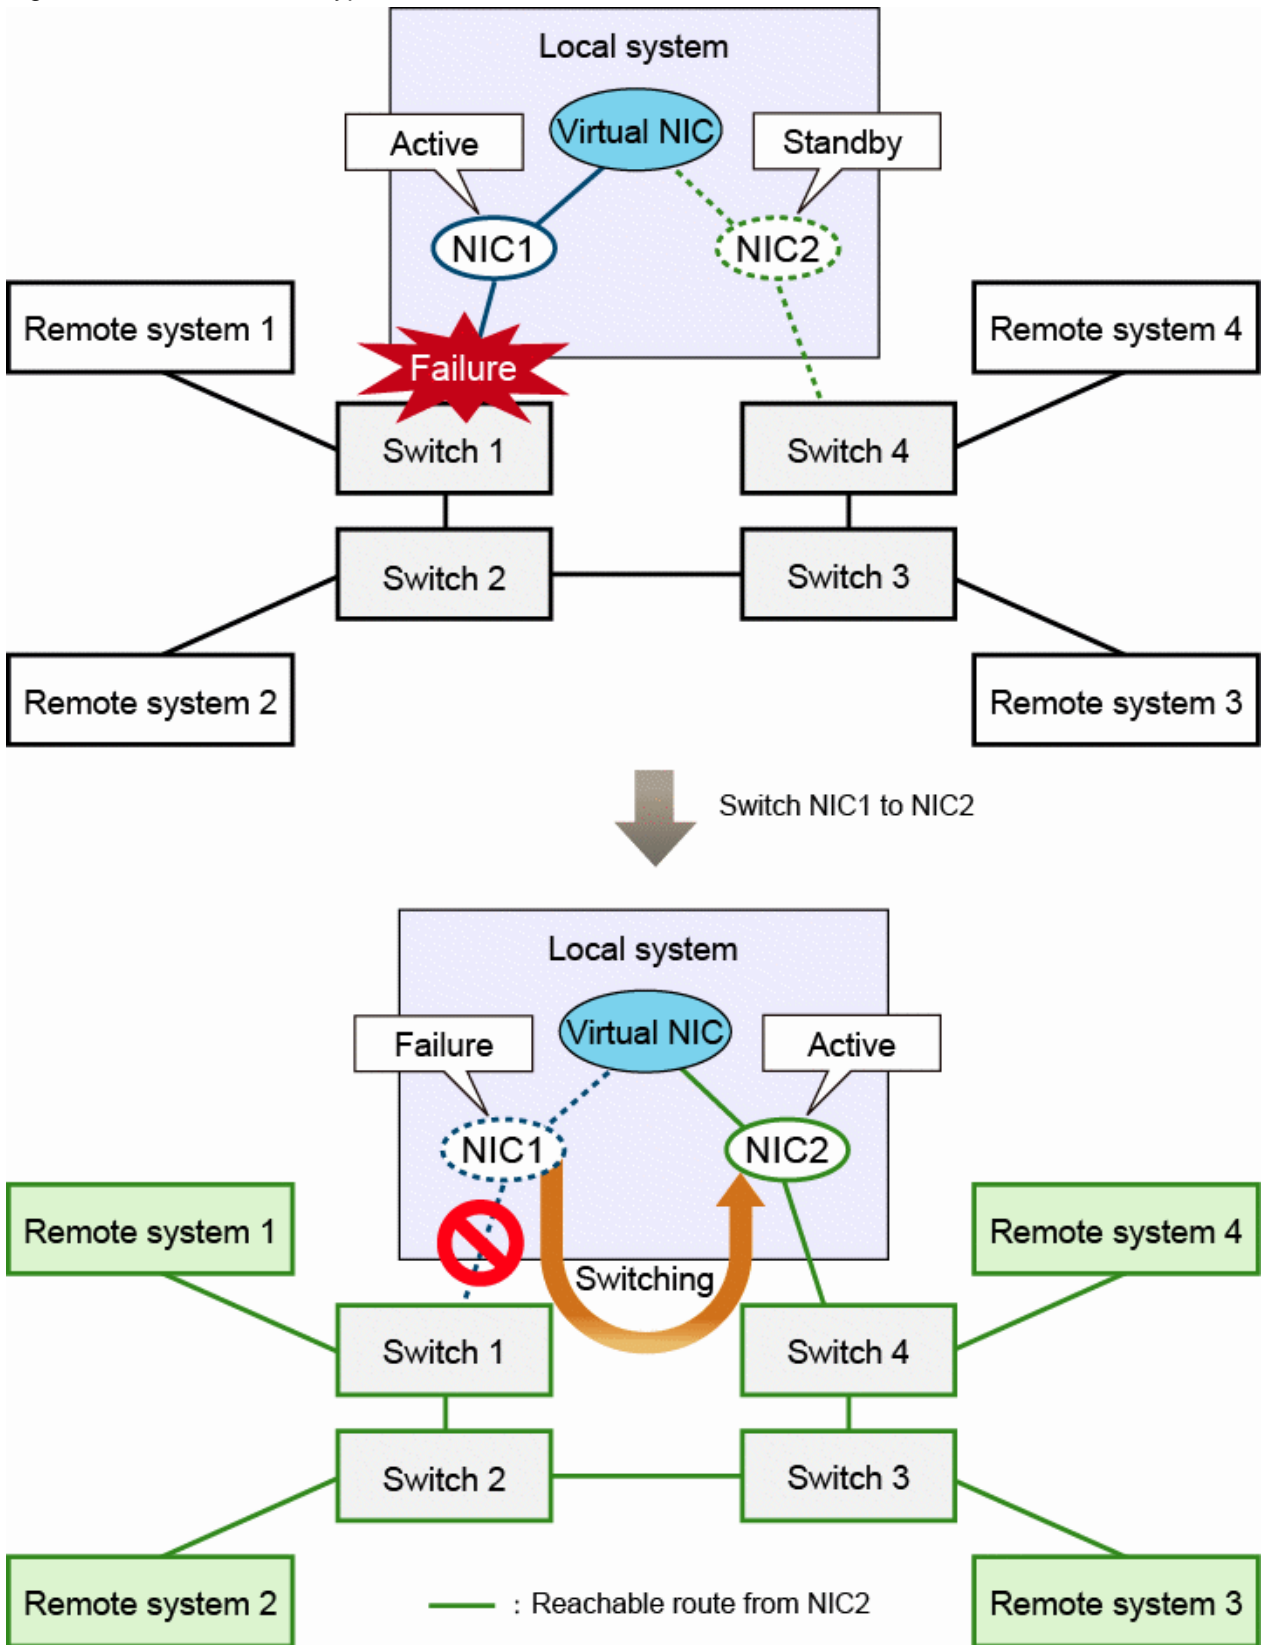 Local system
Virtual NIC
Active
Standby
NIC1
NIC2
Remote system 1
Remote system 4
Failure
Switch 1
Switch 4
Switch 2
Switch 3
Remote system 2
Remote system 3
Switch NIC1 to NIC2
Local system
Virtual NIC
Failure
Active
NIC1
NIC2
Remote system 1
Remote system 4
Switching
Switch 1
Switch 4
Switch 2
Switch 3
Remote system 2
: Reachable route from NIC2
Remote system 3